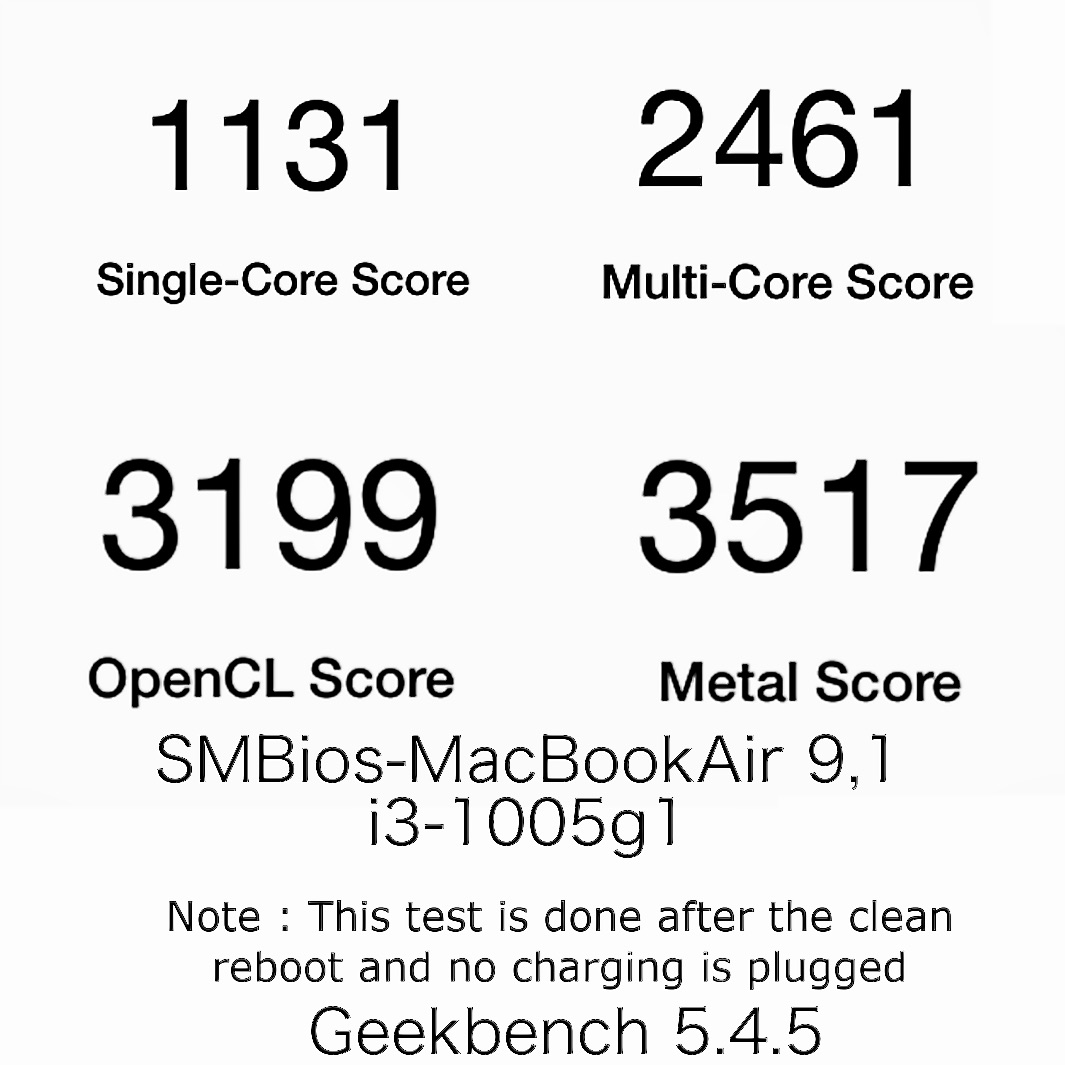 1131
2461
Single-Core Score
Multi-Core Score
3199
3517
OpenCL Score
Metal Score
SMBios-MacBookAir 9,1
i3-1005g1
Note : This test is done after the clean
reboot and no charging is plugged
Geekbench 5.4.5